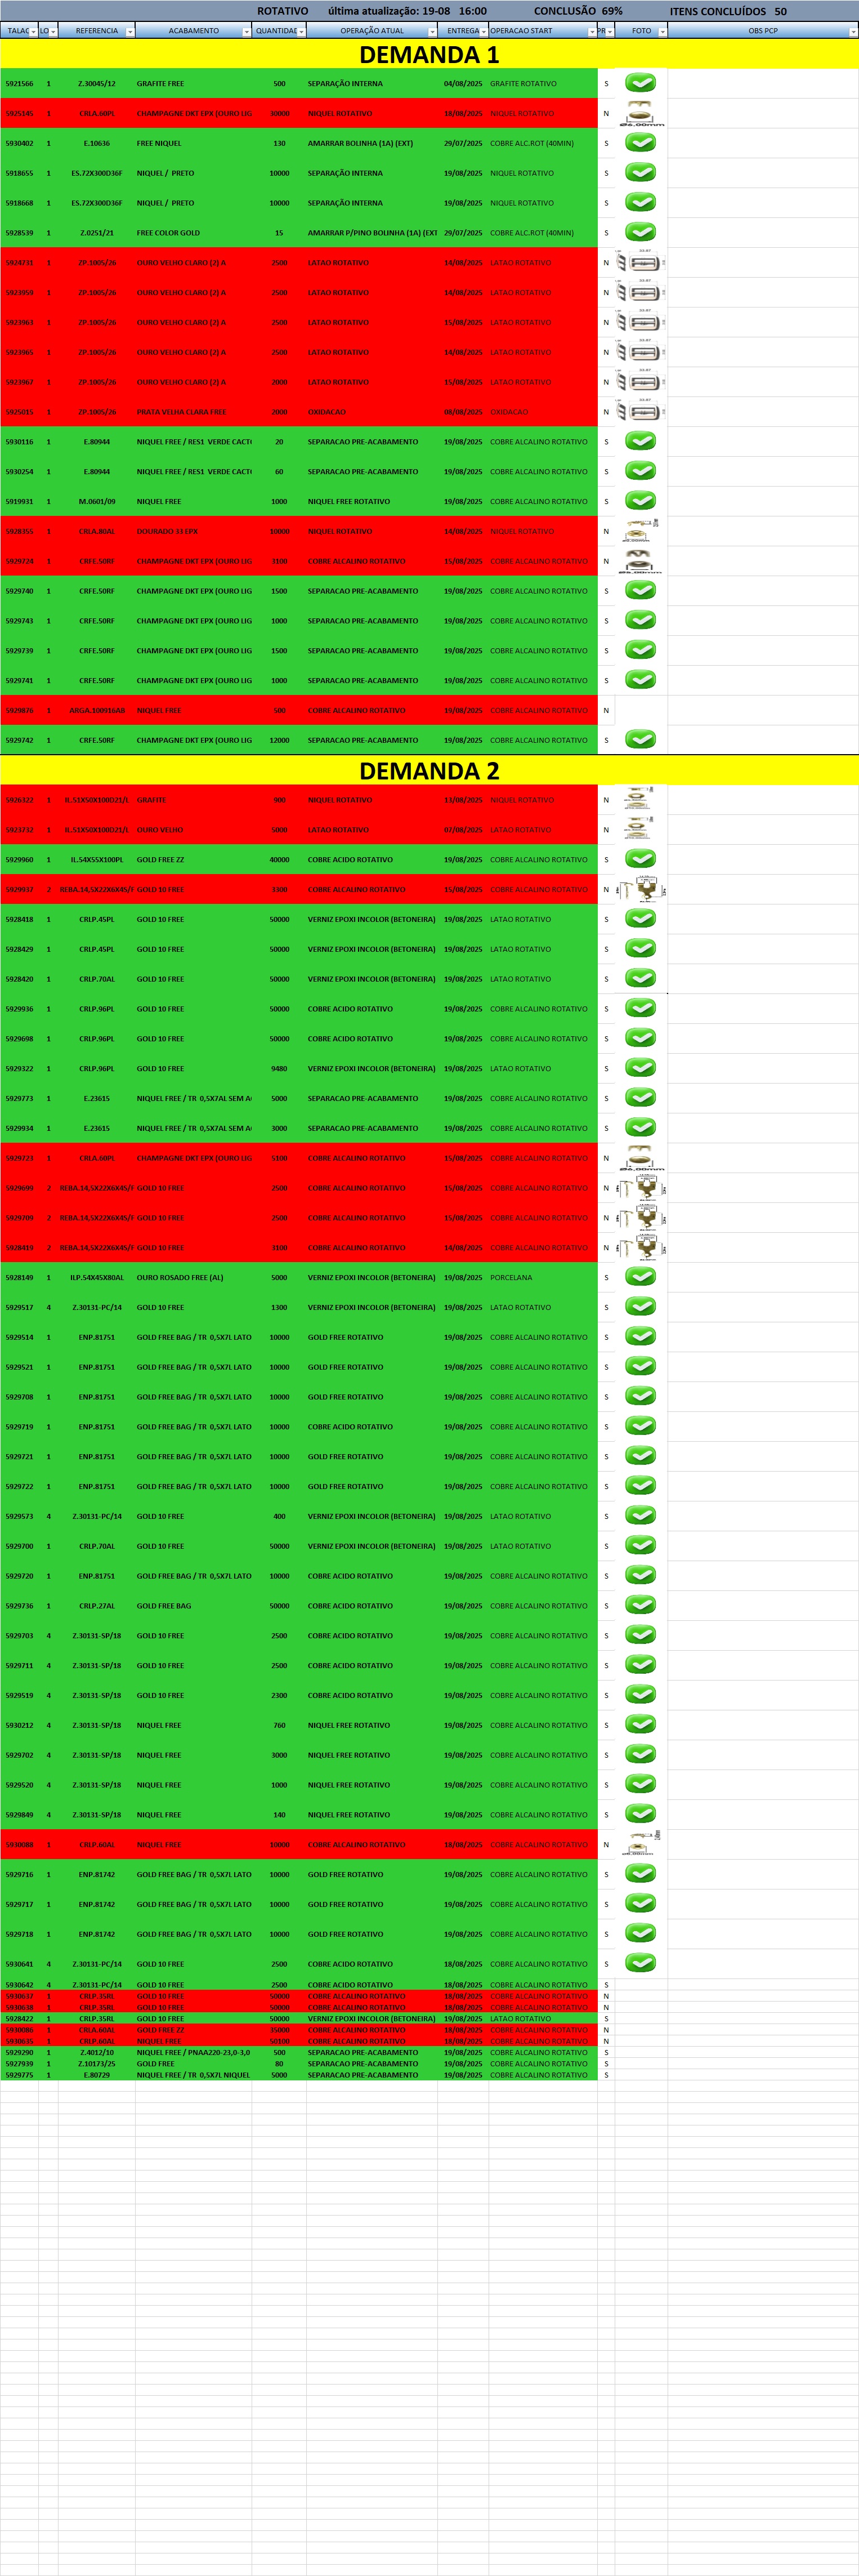 ROTATIVO última atualização: 19-08 16:00 CONCLUSÃO 69% ITENS CONCLUÍDOS 50
TALAO LO REFERENCIA ACABAMENTO QUANTIDADE OPERAÇÃO ATUAL ENTREGA OPERACAO START PR FOTO OBS PCP
DEMANDA 1
5921566 1 Z.30045/12 GRAFITE FREE 500 SEPARAÇÃO INTERNA 04/08/2025 GRAFITE ROTATIVO S
5925145 1 CRLA.60PL CHAMPAGNE DKT EPX (OURO LIG 30000 NIQUEL ROTATIVO 18/08/2025 NIQUEL ROTATIVO N
5930402 1 E.10636 FREE NIQUEL 130 AMARRAR BOLINHA (1A) (EXT) 29/07/2025 COBRE ALC.ROT (40MIN) S
5918655 1 ES.72X300D36F NIQUEL / PRETO 10000 SEPARAÇÃO INTERNA 19/08/2025 NIQUEL ROTATIVO S
5918668 1 ES.72X300D36F NIQUEL / PRETO 10000 SEPARAÇÃO INTERNA 19/08/2025 NIQUEL ROTATIVO S
5928539 1 Z.0251/21 FREE COLOR GOLD 15 AMARRAR P/PINO BOLINHA (1A) (EXT 29/07/2025 COBRE ALC.ROT (40MIN) S
5924731 1 ZP.1005/26 OURO VELHO CLARO (2) A 2500 LATAO ROTATIVO 14/08/2025 LATAO ROTATIVO N
5923959 1 ZP.1005/26 OURO VELHO CLARO (2) A 2500 LATAO ROTATIVO 14/08/2025 LATAO ROTATIVO N
5923963 1 ZP.1005/26 OURO VELHO CLARO (2) A 2500 LATAO ROTATIVO 15/08/2025 LATAO ROTATIVO N
5923965 1 ZP.1005/26 OURO VELHO CLARO (2) A 2500 LATAO ROTATIVO 14/08/2025 LATAO ROTATIVO N
5923967 1 ZP.1005/26 OURO VELHO CLARO (2) A 2000 LATAO ROTATIVO 15/08/2025 LATAO ROTATIVO N
5925015 1 ZP.1005/26 PRATA VELHA CLARA FREE 2000 OXIDACAO 08/08/2025 OXIDACAO N
5930116 1 E.80944 NIQUEL FREE / RES1 VERDE CACTI 20 SEPARACAO PRE-ACABAMENTO 19/08/2025 COBRE ALCALINO ROTATIVO S
5930254 1 E.80944 NIQUEL FREE / RES1 VERDE CACTI 60 SEPARACAO PRE-ACABAMENTO 19/08/2025 COBRE ALCALINO ROTATIVO S
5919931 1 M.0601/09 NIQUEL FREE 1000 NIQUEL FREE ROTATIVO 19/08/2025 COBRE ALCALINO ROTATIVO S
5928355 1 CRLA.80AL DOURADO 33 EPX 10000 NIQUEL ROTATIVO 14/08/2025 NIQUEL ROTATIVO N
5929724 1 CRFE.50RF CHAMPAGNE DKT EPX (OURO LIG 3100 COBRE ALCALINO ROTATIVO 15/08/2025 COBRE ALCALINO ROTATIVO N
5929740 1 CRFE.50RF CHAMPAGNE DKT EPX (OURO LIG 1500 SEPARACAO PRE-ACABAMENTO 19/08/2025 COBRE ALCALINO ROTATIVO S
5929743 1 CRFE.50RF CHAMPAGNE DKT EPX (OURO LIG 1000 SEPARACAO PRE-ACABAMENTO 19/08/2025 COBRE ALCALINO ROTATIVO S
5929739 1 CRFE.50RF CHAMPAGNE DKT EPX (OURO LIG 1500 SEPARACAO PRE-ACABAMENTO 19/08/2025 COBRE ALCALINO ROTATIVO S
5929741 1 CRFE.50RF CHAMPAGNE DKT EPX (OURO LIG 1000 SEPARACAO PRE-ACABAMENTO 19/08/2025 COBRE ALCALINO ROTATIVO S
5929876 1 ARGA.100916AB NIQUEL FREE 500 COBRE ALCALINO ROTATIVO 19/08/2025 COBRE ALCALINO ROTATIVO N
5929742 1 CRFE.50RF CHAMPAGNE DKT EPX (OURO LIG 12000 SEPARACAO PRE-ACABAMENTO 19/08/2025 COBRE ALCALINO ROTATIVO S
DEMANDA 2
5926322 1 IL.51X50X100D21/L GRAFITE 900 NIQUEL ROTATIVO 13/08/2025 NIQUEL ROTATIVO N
5923732 1 IL.51X50X100D21/L OURO VELHO 5000 LATAO ROTATIVO 07/08/2025 LATAO ROTATIVO N
5929960 1 IL.54X55X100PL GOLD FREE ZZ 40000 COBRE ACIDO ROTATIVO 19/08/2025 COBRE ALCALINO ROTATIVO S
5929937 2 REBA.14,5X22X6X45/F GOLD 10 FREE 3300 COBRE ALCALINO ROTATIVO 15/08/2025 COBRE ALCALINO ROTATIVO N
5928418 1 CRLP.45PL GOLD 10 FREE 50000 VERNIZ EPOXI INCOLOR (BETONEIRA) 19/08/2025 LATAO ROTATIVO S
5928429 1 CRLP.45PL GOLD 10 FREE 50000 VERNIZ EPOXI INCOLOR (BETONEIRA) 19/08/2025 LATAO ROTATIVO S
5928420 1 CRLP.70AL GOLD 10 FREE 50000 VERNIZ EPOXI INCOLOR (BETONEIRA) 19/08/2025 LATAO ROTATIVO S
5929936 1 CRLP.96PL GOLD 10 FREE 50000 COBRE ACIDO ROTATIVO 19/08/2025 COBRE ALCALINO ROTATIVO S
5929698 1 CRLP.96PL GOLD 10 FREE 50000 COBRE ACIDO ROTATIVO 19/08/2025 COBRE ALCALINO ROTATIVO S
5929322 1 CRLP.96PL GOLD 10 FREE 9480 VERNIZ EPOXI INCOLOR (BETONEIRA) 19/08/2025 LATAO ROTATIVO S
5929773 1 E.23615 NIQUEL FREE / TR 0,5X7AL SEM A 5000 SEPARACAO PRE-ACABAMENTO 19/08/2025 COBRE ALCALINO ROTATIVO S
5929934 1 E.23615 NIQUEL FREE / TR 0,5X7AL SEM A 3000 SEPARACAO PRE-ACABAMENTO 19/08/2025 COBRE ALCALINO ROTATIVO S
5929723 1 CRLA.60PL CHAMPAGNE DKT EPX (OURO LIG 5100 COBRE ALCALINO ROTATIVO 15/08/2025 COBRE ALCALINO ROTATIVO N
5929699 2 REBA.14,5X22X6X45/F GOLD 10 FREE 2500 COBRE ALCALINO ROTATIVO 15/08/2025 COBRE ALCALINO ROTATIVO N
5929709 2 REBA.14,5X22X6X45/F GOLD 10 FREE 2500 COBRE ALCALINO ROTATIVO 15/08/2025 COBRE ALCALINO ROTATIVO N
5928419 2 REBA.14,5X22X6X45/F GOLD 10 FREE 3100 COBRE ALCALINO ROTATIVO 14/08/2025 COBRE ALCALINO ROTATIVO N
5928149 1 ILP.54X45X80AL OURO ROSADO FREE (AL) 5000 VERNIZ EPOXI INCOLOR (BETONEIRA) 19/08/2025 PORCELANA S
5929517 4 Z.30131-PC/14 GOLD 10 FREE 1300 VERNIZ EPOXI INCOLOR (BETONEIRA) 19/08/2025 LATAO ROTATIVO S
5929514 1 ENP.81751 GOLD FREE BAG / TR 0,5X7L LATO 10000 GOLD FREE ROTATIVO 19/08/2025 COBRE ALCALINO ROTATIVO S
5929521 1 ENP.81751 GOLD FREE BAG / TR 0,5X7L LATO 10000 GOLD FREE ROTATIVO 19/08/2025 COBRE ALCALINO ROTATIVO S
5929708 1 ENP.81751 GOLD FREE BAG / TR 0,5X7L LATO 10000 GOLD FREE ROTATIVO 19/08/2025 COBRE ALCALINO ROTATIVO S
5929719 1 ENP.81751 GOLD FREE BAG / TR 0,5X7L LATO 10000 COBRE ACIDO ROTATIVO 19/08/2025 COBRE ALCALINO ROTATIVO S
5929721 1 ENP.81751 GOLD FREE BAG / TR 0,5X7L LATO 10000 GOLD FREE ROTATIVO 19/08/2025 COBRE ALCALINO ROTATIVO S
5929722 1 ENP.81751 GOLD FREE BAG / TR 0,5X7L LATO 10000 GOLD FREE ROTATIVO 19/08/2025 COBRE ALCALINO ROTATIVO S
5929573 4 Z.30131-PC/14 GOLD 10 FREE 400 VERNIZ EPOXI INCOLOR (BETONEIRA) 19/08/2025 LATAO ROTATIVO S
5929700 1 CRLP.70AL GOLD 10 FREE 50000 VERNIZ EPOXI INCOLOR (BETONEIRA) 19/08/2025 LATAO ROTATIVO S
5929720 1 ENP.81751 GOLD FREE BAG / TR 0,5X7L LATO 10000 COBRE ACIDO ROTATIVO 19/08/2025 COBRE ALCALINO ROTATIVO S
5929736 1 CRLP.27AL GOLD FREE BAG 50000 COBRE ACIDO ROTATIVO 19/08/2025 COBRE ALCALINO ROTATIVO S
5929703 4 Z.30131-SP/18 GOLD 10 FREE 2500 COBRE ACIDO ROTATIVO 19/08/2025 COBRE ALCALINO ROTATIVO S
5929711 4 Z.30131-SP/18 GOLD 10 FREE 2500 COBRE ACIDO ROTATIVO 19/08/2025 COBRE ALCALINO ROTATIVO S
5929519 4 Z.30131-SP/18 GOLD 10 FREE 2300 COBRE ACIDO ROTATIVO 19/08/2025 COBRE ALCALINO ROTATIVO S
5930212 4 Z.30131-SP/18 NIQUEL FREE 760 NIQUEL FREE ROTATIVO 19/08/2025 COBRE ALCALINO ROTATIVO S
5929702 4 Z.30131-SP/18 NIQUEL FREE 3000 NIQUEL FREE ROTATIVO 19/08/2025 COBRE ALCALINO ROTATIVO S
5929520 4 Z.30131-SP/18 NIQUEL FREE 1000 NIQUEL FREE ROTATIVO 19/08/2025 COBRE ALCALINO ROTATIVO S
5929849 4 Z.30131-SP/18 NIQUEL FREE 140 NIQUEL FREE ROTATIVO 19/08/2025 COBRE ALCALINO ROTATIVO S
5930088 1 CRLP.60AL NIQUEL FREE 10000 COBRE ALCALINO ROTATIVO 18/08/2025 COBRE ALCALINO ROTATIVO N
5929716 1 ENP.81742 GOLD FREE BAG / TR 0,5X7L LATO 10000 GOLD FREE ROTATIVO 19/08/2025 COBRE ALCALINO ROTATIVO S
5929717 1 ENP.81742 GOLD FREE BAG / TR 0,5X7L LATO 10000 GOLD FREE ROTATIVO 19/08/2025 COBRE ALCALINO ROTATIVO S
5929718 1 ENP.81742 GOLD FREE BAG / TR 0,5X7L LATO 10000 GOLD FREE ROTATIVO 19/08/2025 COBRE ALCALINO ROTATIVO S
5930641 4 Z.30131-PC/14 GOLD 10 FREE 2500 COBRE ACIDO ROTATIVO 18/08/2025 COBRE ALCALINO ROTATIVO S
5930642 4 Z.30131-PC/14 GOLD 10 FREE 2500 COBRE ACIDO ROTATIVO 18/08/2025 COBRE ALCALINO ROTATIVO S
5930637 1 CRLP.35RL GOLD 10 FREE 50000 COBRE ALCALINO ROTATIVO 18/08/2025 COBRE ALCALINO ROTATIVO N
5930638 1 CRLP.35RL GOLD 10 FREE 50000 COBRE ALCALINO ROTATIVO 18/08/2025 COBRE ALCALINO ROTATIVO N
5928422 1 CRLP.35RL GOLD 10 FREE 50000 VERNIZ EPOXI INCOLOR (BETONEIRA) 19/08/2025 LATAO ROTATIVO S
5930086 1 CRLA.60AL GOLD FREE ZZ 35000 COBRE ALCALINO ROTATIVO 18/08/2025 COBRE ALCALINO ROTATIVO N
5930635 1 CRLP.60AL NIQUEL FREE 50100 COBRE ALCALINO ROTATIVO 18/08/2025 COBRE ALCALINO ROTATIVO N
5929290 1 Z.4012/10 NIQUEL FREE / PNAA220-23,0-3,0 500 SEPARACAO PRE-ACABAMENTO 19/08/2025 COBRE ALCALINO ROTATIVO S
5927939 1 Z.10173/25 GOLD FREE 80 SEPARACAO PRE-ACABAMENTO 19/08/2025 COBRE ALCALINO ROTATIVO S
5929775 1 E.80729 NIQUEL FREE / TR 0,5X7L NIQUEL 5000 SEPARACAO PRE-ACABAMENTO 19/08/2025 COBRE ALCALINO ROTATIVO S